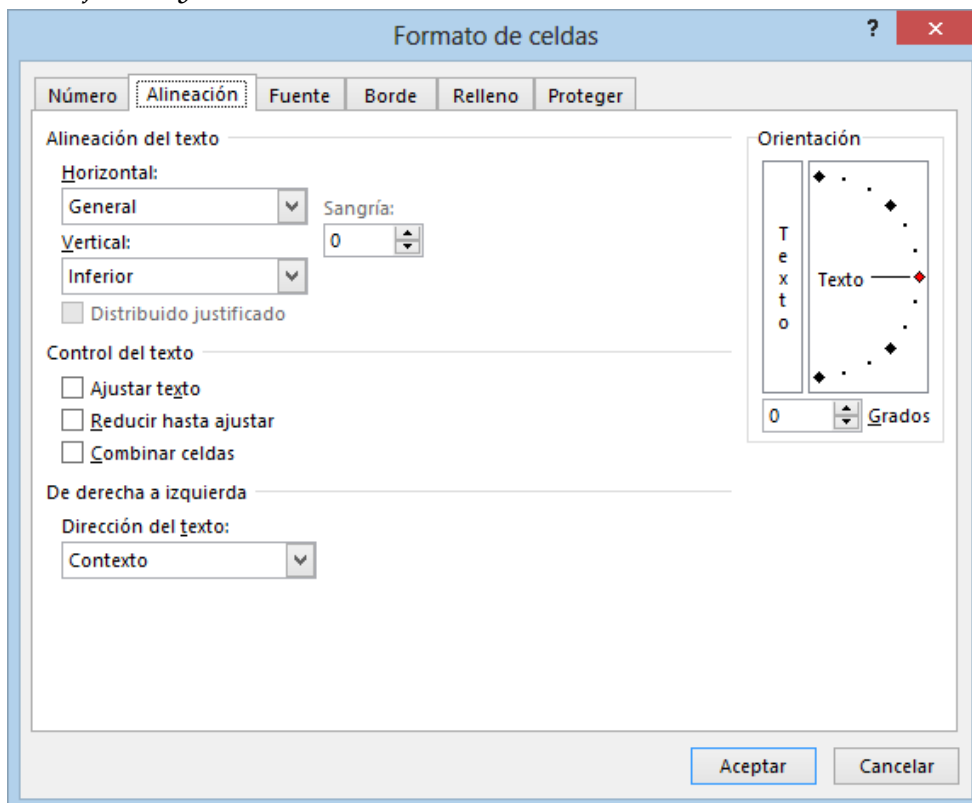 Formato de celdas ?
Número Alineación Fuente Borde Relleno Proteger
Alineación del texto
Horizontal:
General
Sangría:
0
Vertical:
Inferior
Distribuido justificado
Control del texto
Ajustar texto
Reducir hasta ajustar
Combinar celdas
De derecha a izquierda
Dirección del texto:
Contexto
Orientación
T
e
x
t
o
Texto
0 Grados
Aceptar Cancelar